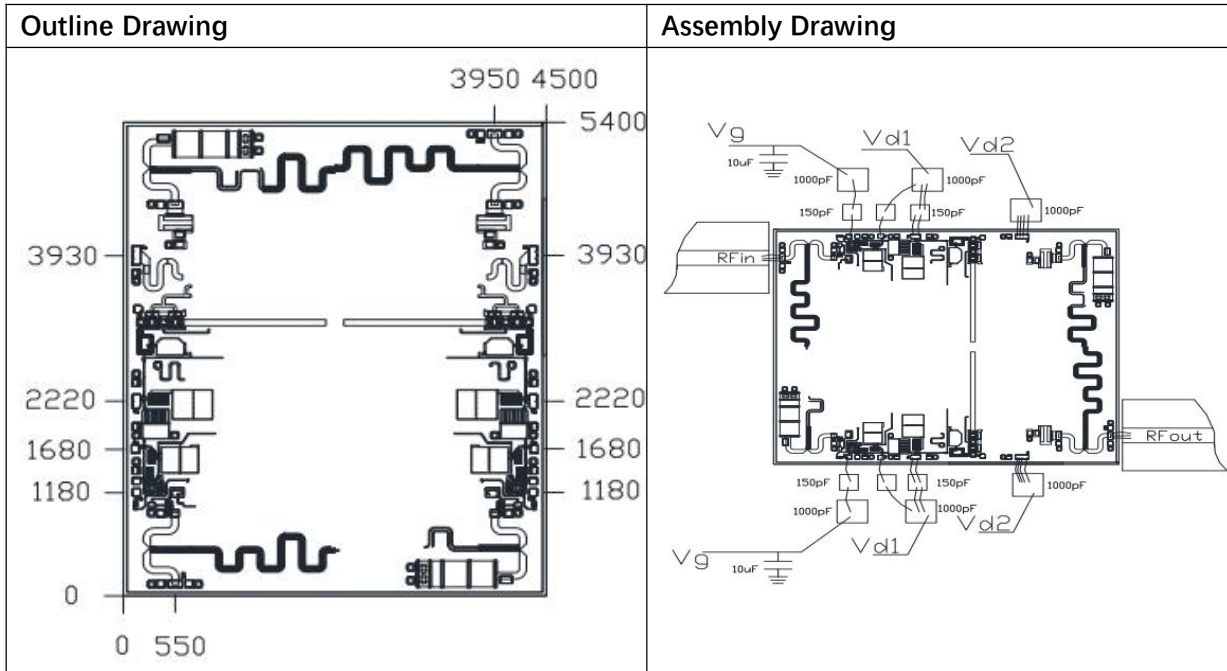 Outline Drawing
Assembly Drawing
3950 4500
5400
3930
3930
2220
2220
1680
1680
1180
1180
0
0 550
Vg
Vd1
Vd2
10uF
1000pF
1000pF
1000pF
150pF
150pF
RFin
RFout
150pF
150pF
1000pF
1000pF
1000pF
Vg
Vd1
Vd2
10uF